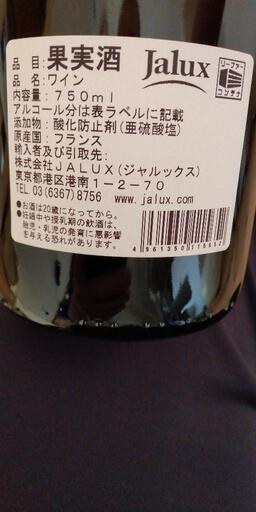 品目:果実酒 Jalux
リーファー
コンテナ
品名:ワイン
内容量:750ml
アルコール分は表ラベルに記載
添加物:酸化防止剤(亜硫酸塩)
原産国:フランス
輸入者及び引取先:
株式会社JALUX(ジャルックス)
東京都港区港南1-2-70
TEL 03(6367)8756 www.jalux.com
●お酒は20歳になってから。
●妊娠中や授乳期の飲酒は、
胎児・乳児の発育に悪影響
を与える恐れがあります。